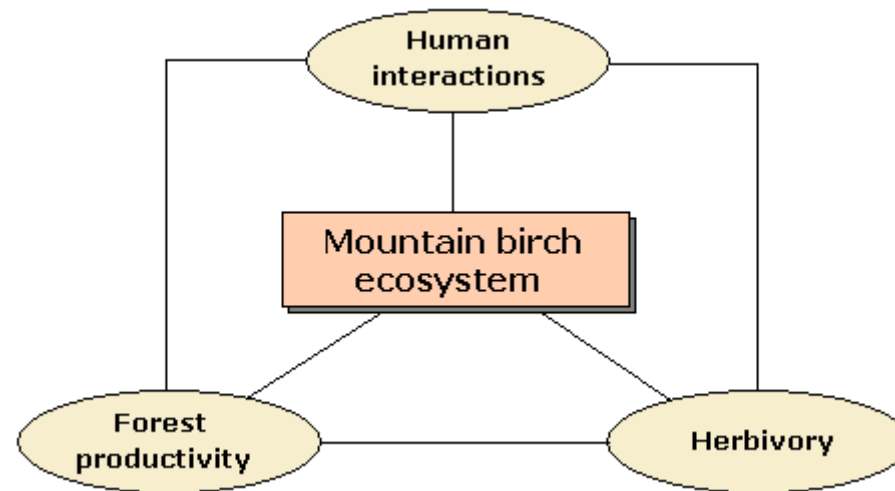 Human
interactions
Mountain birch
ecosystem
Forest
productivity
Herbivory